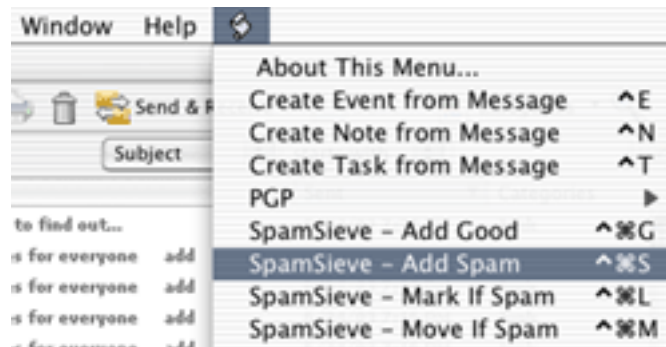 Window Help
About This Menu...
Create Event from Message ^E
Send &
Create Note from Message ^N
Subject
Create Task from Message ^T
Categories
PGP
to find out...
SpamSieve – Add Good ^⌘G
for everyone add
SpamSieve – Add Spam ^⌘S
for everyone add
SpamSieve – Mark If Spam ^⌘L
for everyone add
SpamSieve – Move If Spam ^⌘M